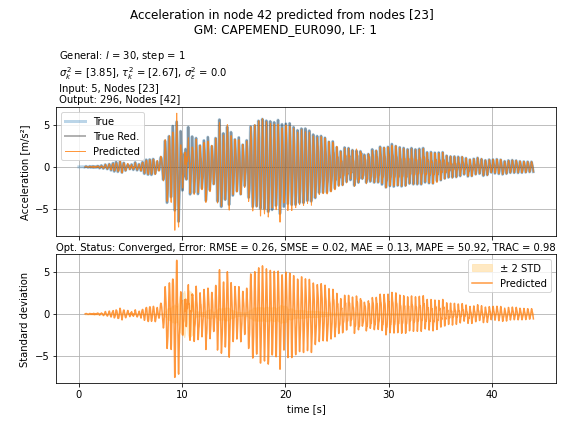 Acceleration in node 42 predicted from nodes [23]
GM: CAPEMEND_EUR090, LF: 1
General: l = 30, step = 1
σ²ₖ = [3.85], τ²ₖ = [2.67], σ²ε = 0.0
Input: 5, Nodes [23]
Output: 296, Nodes [42]
True
True Red.
Predicted
Acceleration [m/s²]
5
0
−5
Opt. Status: Converged, Error: RMSE = 0.26, SMSE = 0.02, MAE = 0.13, MAPE = 50.92, TRAC = 0.98
± 2 STD
Predicted
Standard deviation
5
0
−5
0 10 20 30 40
time [s]